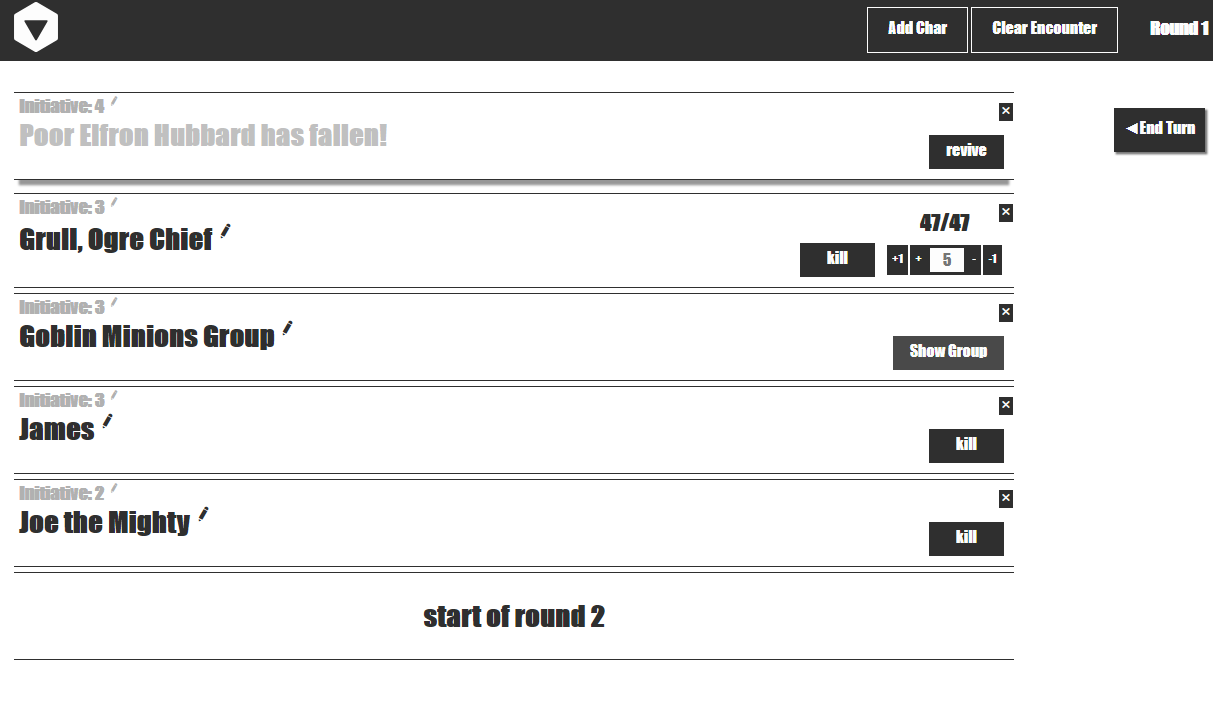 Add Char
Clear Encounter
Round 1
Initiative: 4
Poor Elfron Hubbard has fallen!
revive
End Turn
Initiative: 3
Grull, Ogre Chief
47/47
kill
+1 + 5 - -1
Initiative: 3
Goblin Minions Group
Show Group
Initiative: 3
James
kill
Initiative: 2
Joe the Mighty
kill
start of round 2